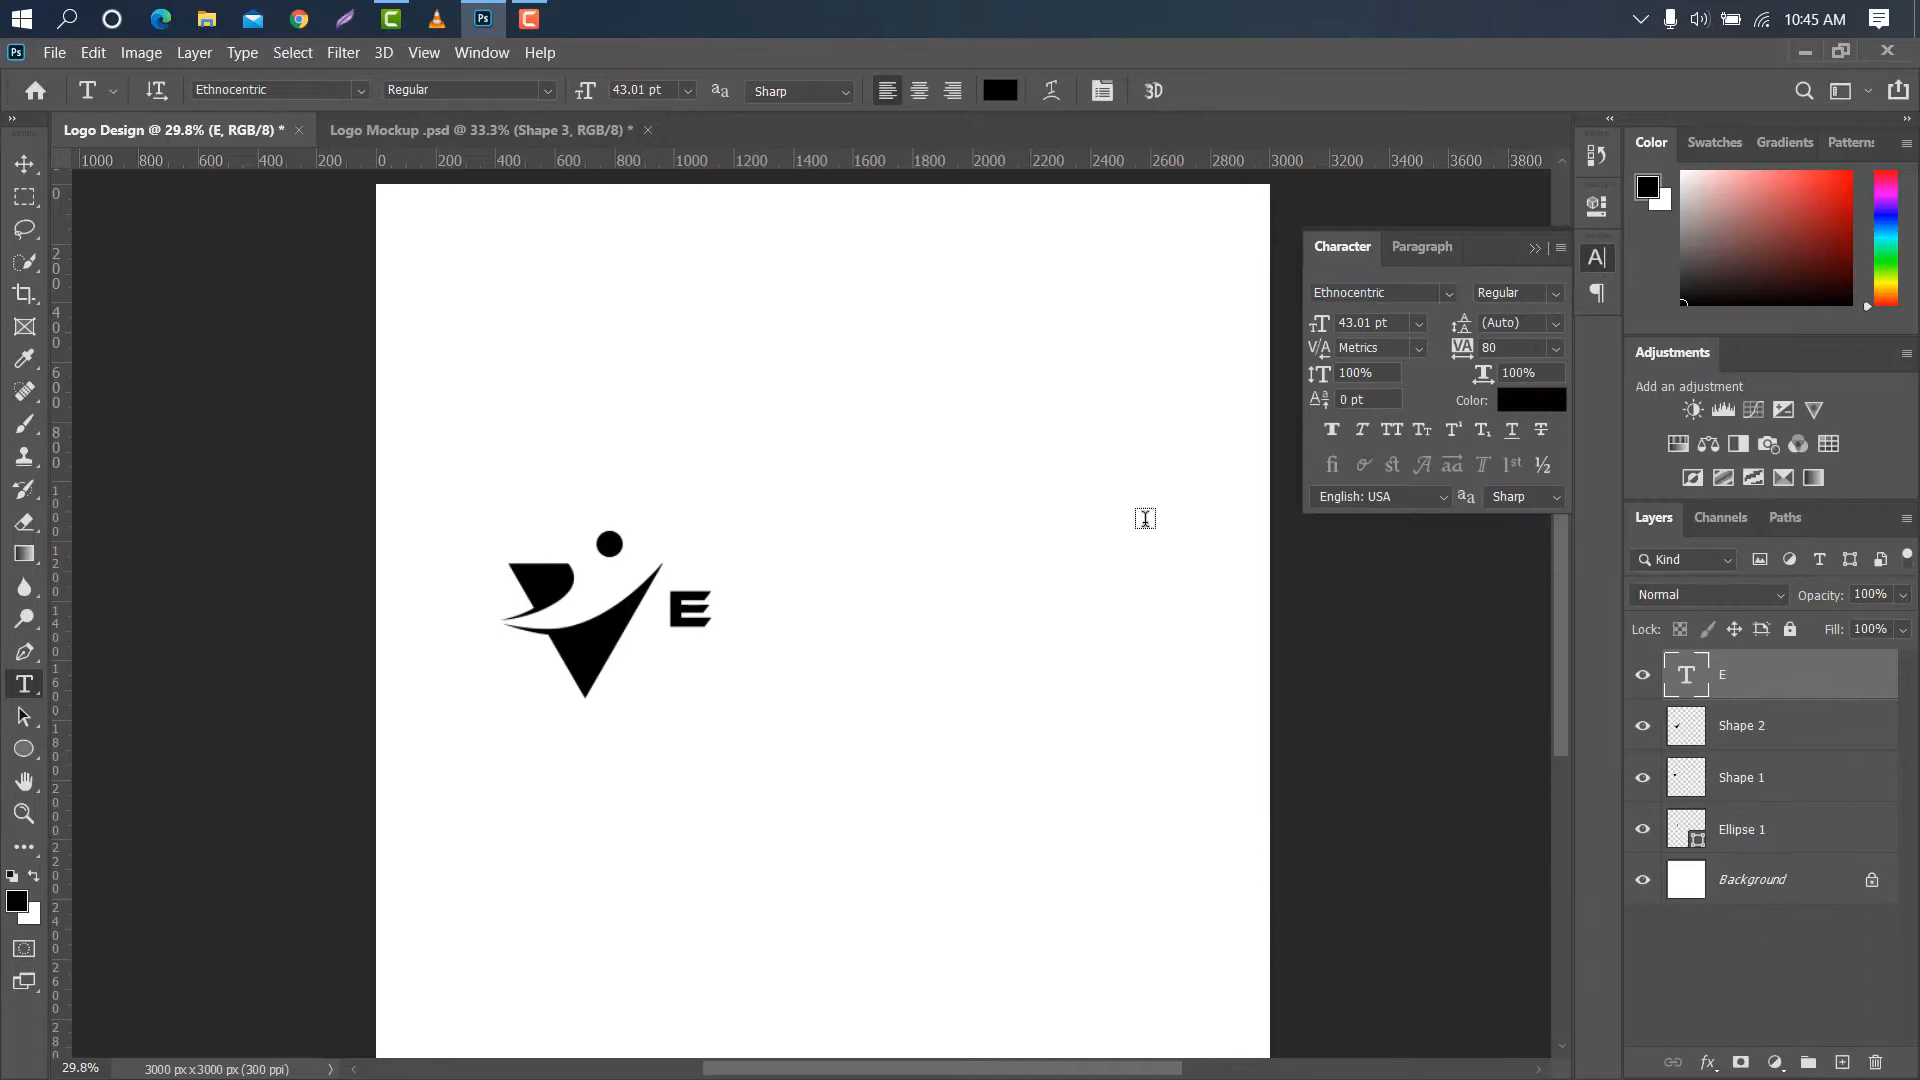 10:45 AM
Ps File Edit Image Layer Type Select Filter 3D View Window Help
Ethnocentric Regular 43.01 pt Sharp 3D
Logo Design @ 29.8% (E, RGB/8) * Logo Mockup .psd @ 33.3% (Shape 3, RGB/8) *
1000 800 600 400 200 0 200 400 600 800 1000 1200 1400 1600 1800 2000 2200 2400 2600 2800 3000 3200 3400 3600 3800
Color Swatches Gradients Patterns
Character Paragraph
Ethnocentric Regular
43.01 pt (Auto)
Metrics 80
100% 100%
0 pt Color:
English: USA Sharp
E
Adjustments
Add an adjustment
Layers Channels Paths
Kind
Normal Opacity: 100%
Lock: Fill: 100%
E
Shape 2
Shape 1
Ellipse 1
Background
29.8% 3000 px x 3000 px (300 ppi)